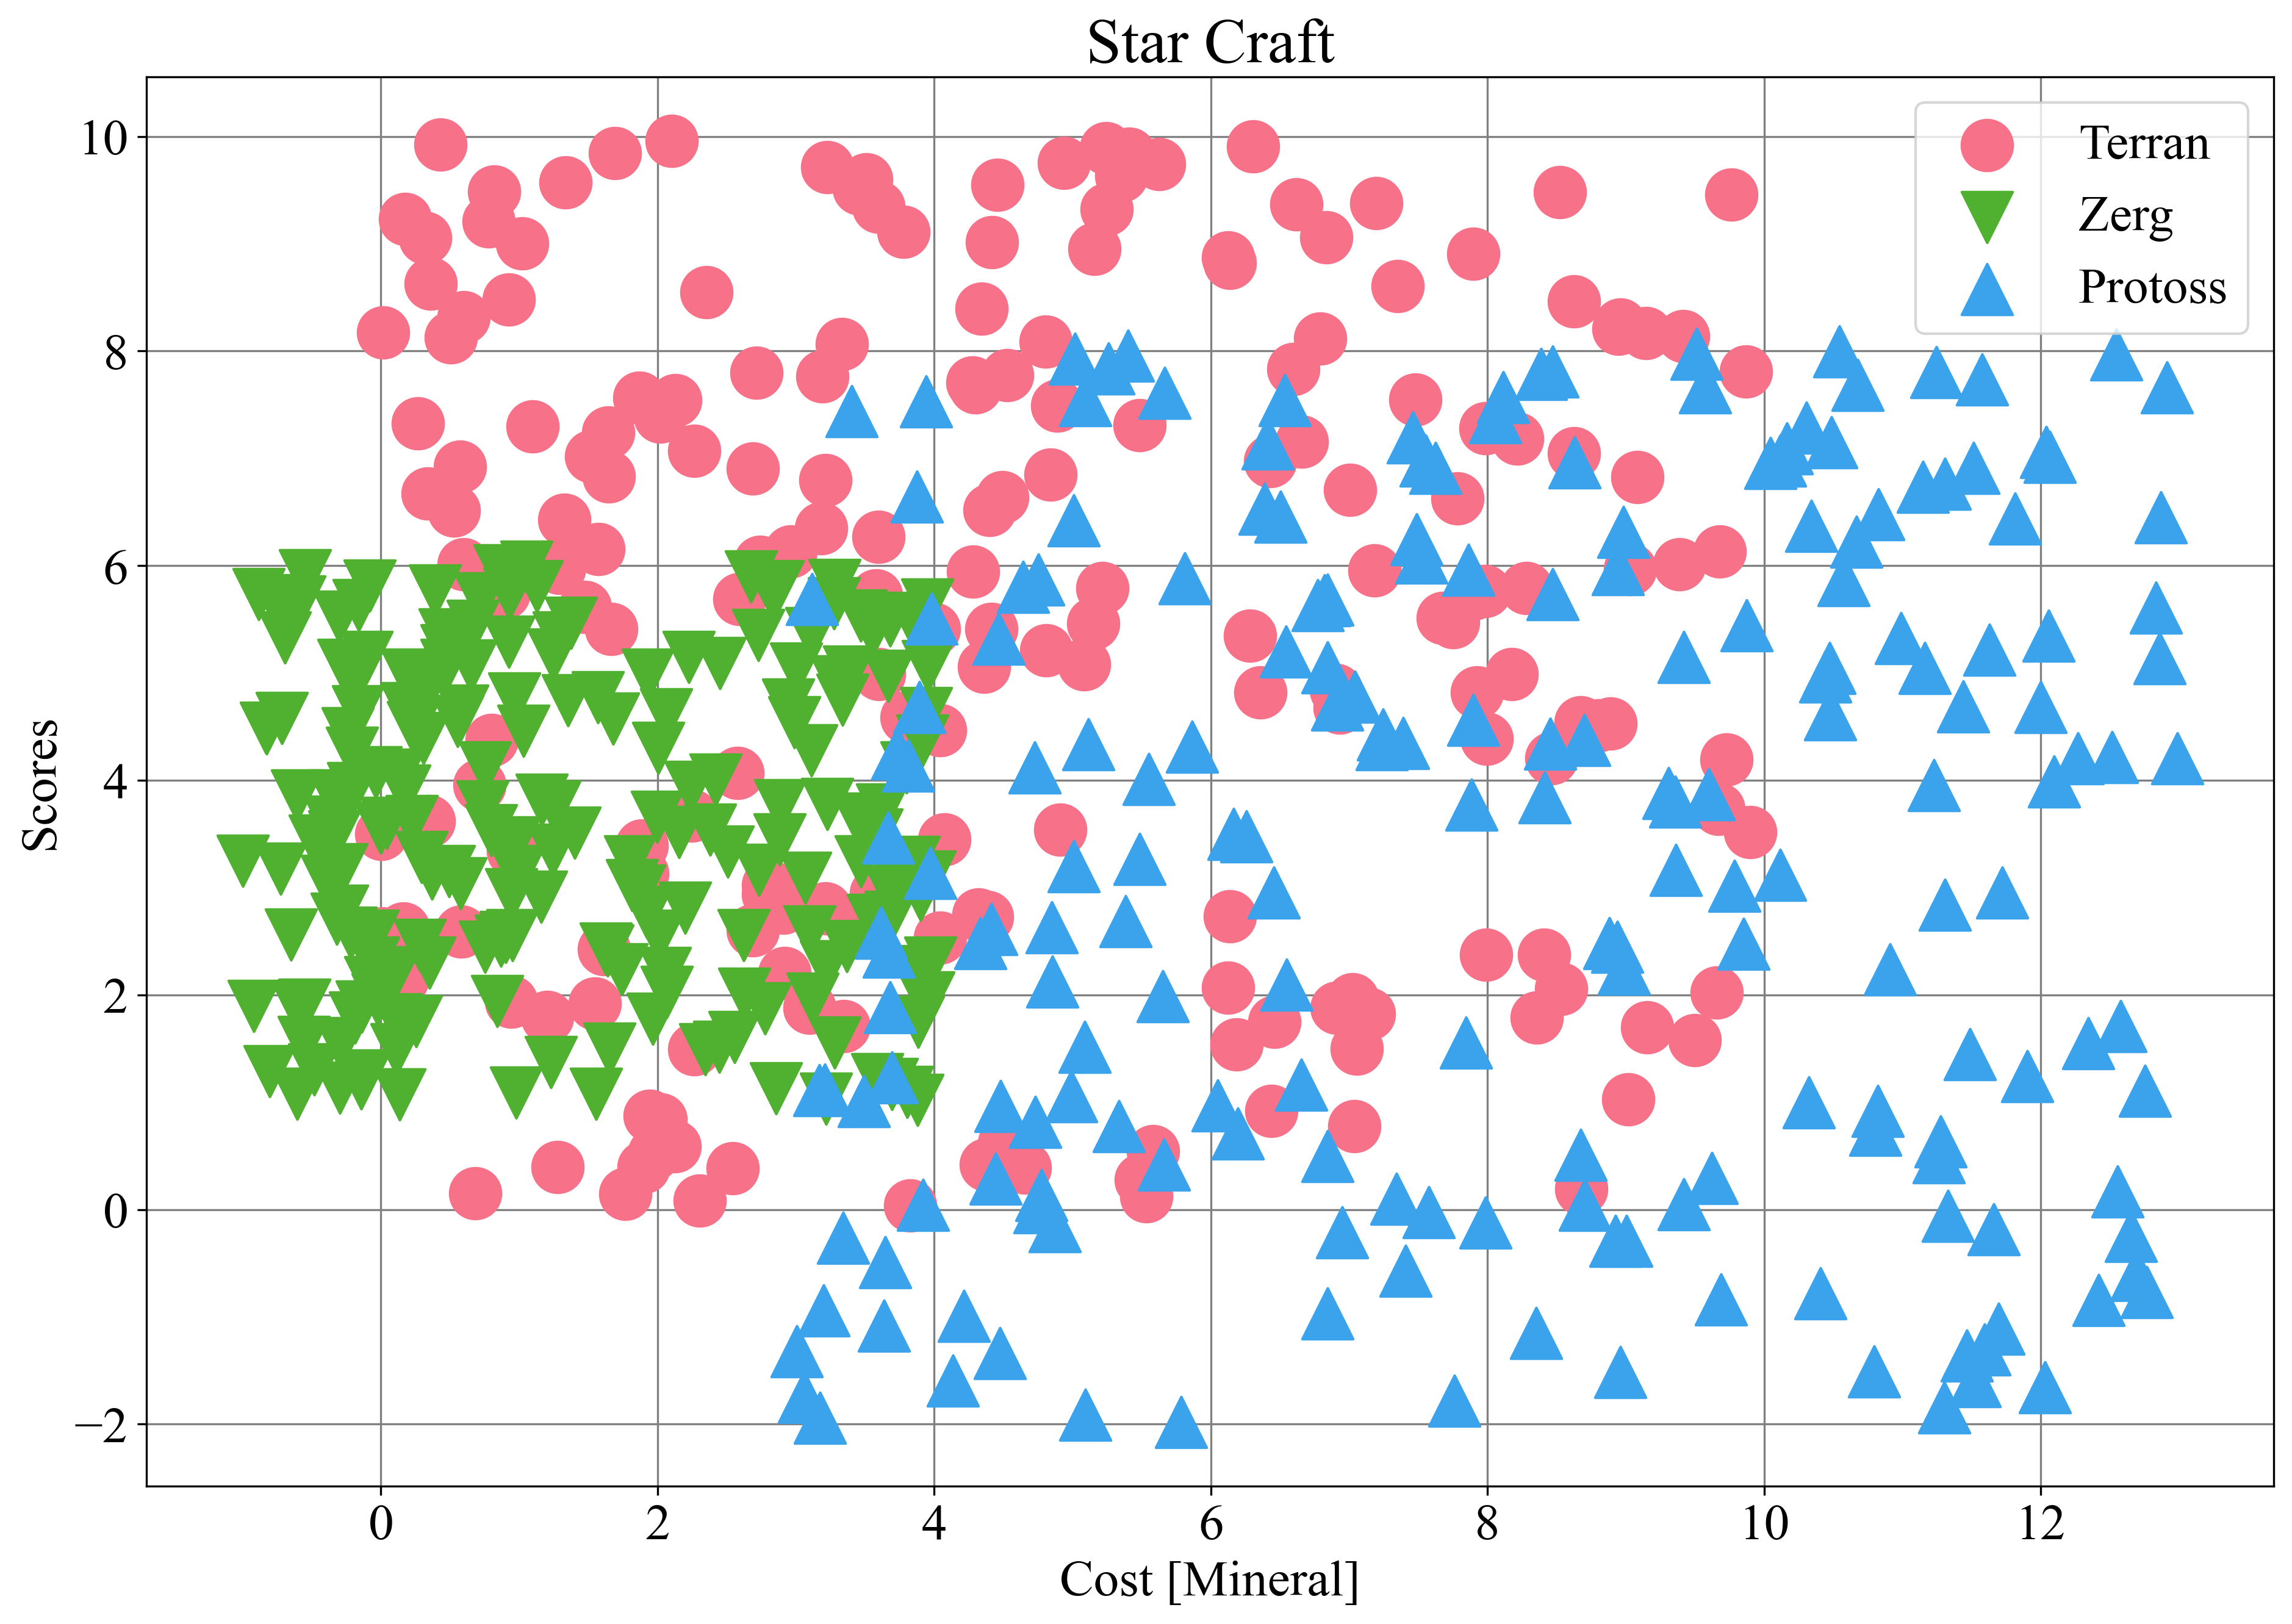 Star Craft
Terran
Zerg
Protoss
10
8
6
4
2
0
−2
Scores
0 2 4 6 8 10 12
Cost [Mineral]